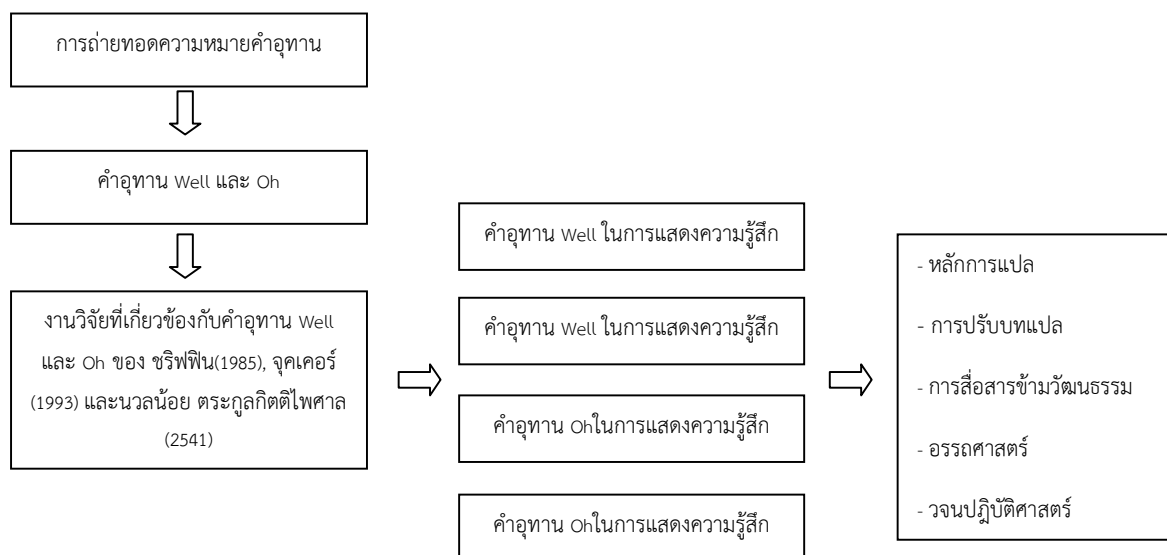 การถ่ายทอดความหมายคำอุทาน
คำอุทาน Well และ Oh
งานวิจัยที่เกี่ยวข้องกับคำอุทาน Well
และ Oh ของ ชริฟฟิน(1985), จุคเคอร์
(1993) และนวลน้อย ตระกูลกิตติไพศาล
(2541)
คำอุทาน Well ในการแสดงความรู้สึก
คำอุทาน Well ในการแสดงความรู้สึก
คำอุทาน Ohในการแสดงความรู้สึก
คำอุทาน Ohในการแสดงความรู้สึก
- หลักการแปล
- การปรับบทแปล
- การสื่อสารข้ามวัฒนธรรม
- อรรถศาสตร์
- วจนปฏิบัติศาสตร์